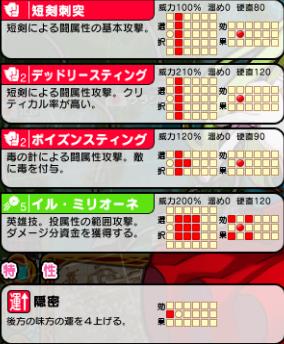 短剣刺突 威力100% 溜め0 硬直80
短剣による闘属性の基本攻撃。
選択 効果
2 デッドリースティング 威力210% 溜め0 硬直120
短剣による闘属性攻撃。クリティカル率が高い。
選択 効果
2 ポイズンスティング 威力120% 溜め0 硬直90
毒の針による闘属性攻撃。敵に毒を付与。
選択 効果
5 イル・ミリオーネ 威力200% 溜め0 硬直120
英雄技。投属性の範囲攻撃。
ダメージ分資金を獲得する。
選択 効果
特性
運 隠密
後方の味方の運を4上げる。
効果